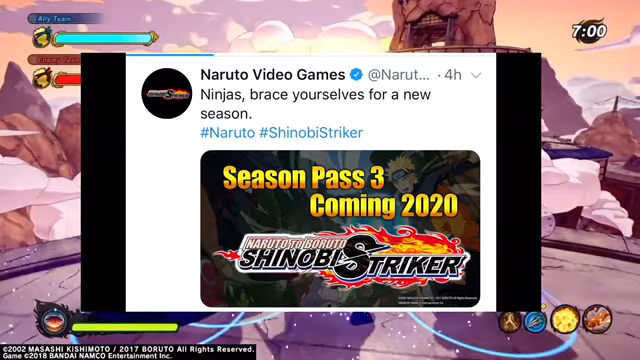 Ally Team
Enemy Team
7:00
Naruto Video Games @Narut... · 4h
Ninjas, brace yourselves for a new
season.
#Naruto #ShinobiStriker
Season Pass 3
Coming 2020
NARUTO TO BORUTO
SHINOBI STRIKER
©2002 MASASHI KISHIMOTO / 2017 BORUTO All Rights Reserved.
Game ©2018 BANDAI NAMCO Entertainment Inc.